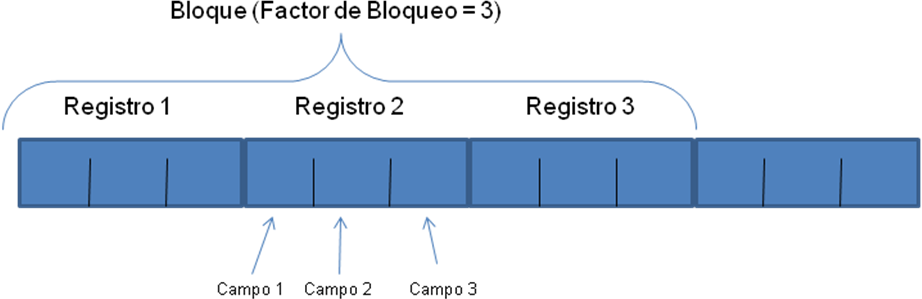 Bloque (Factor de Bloqueo = 3)
Registro 1 Registro 2 Registro 3
Campo 1 Campo 2 Campo 3